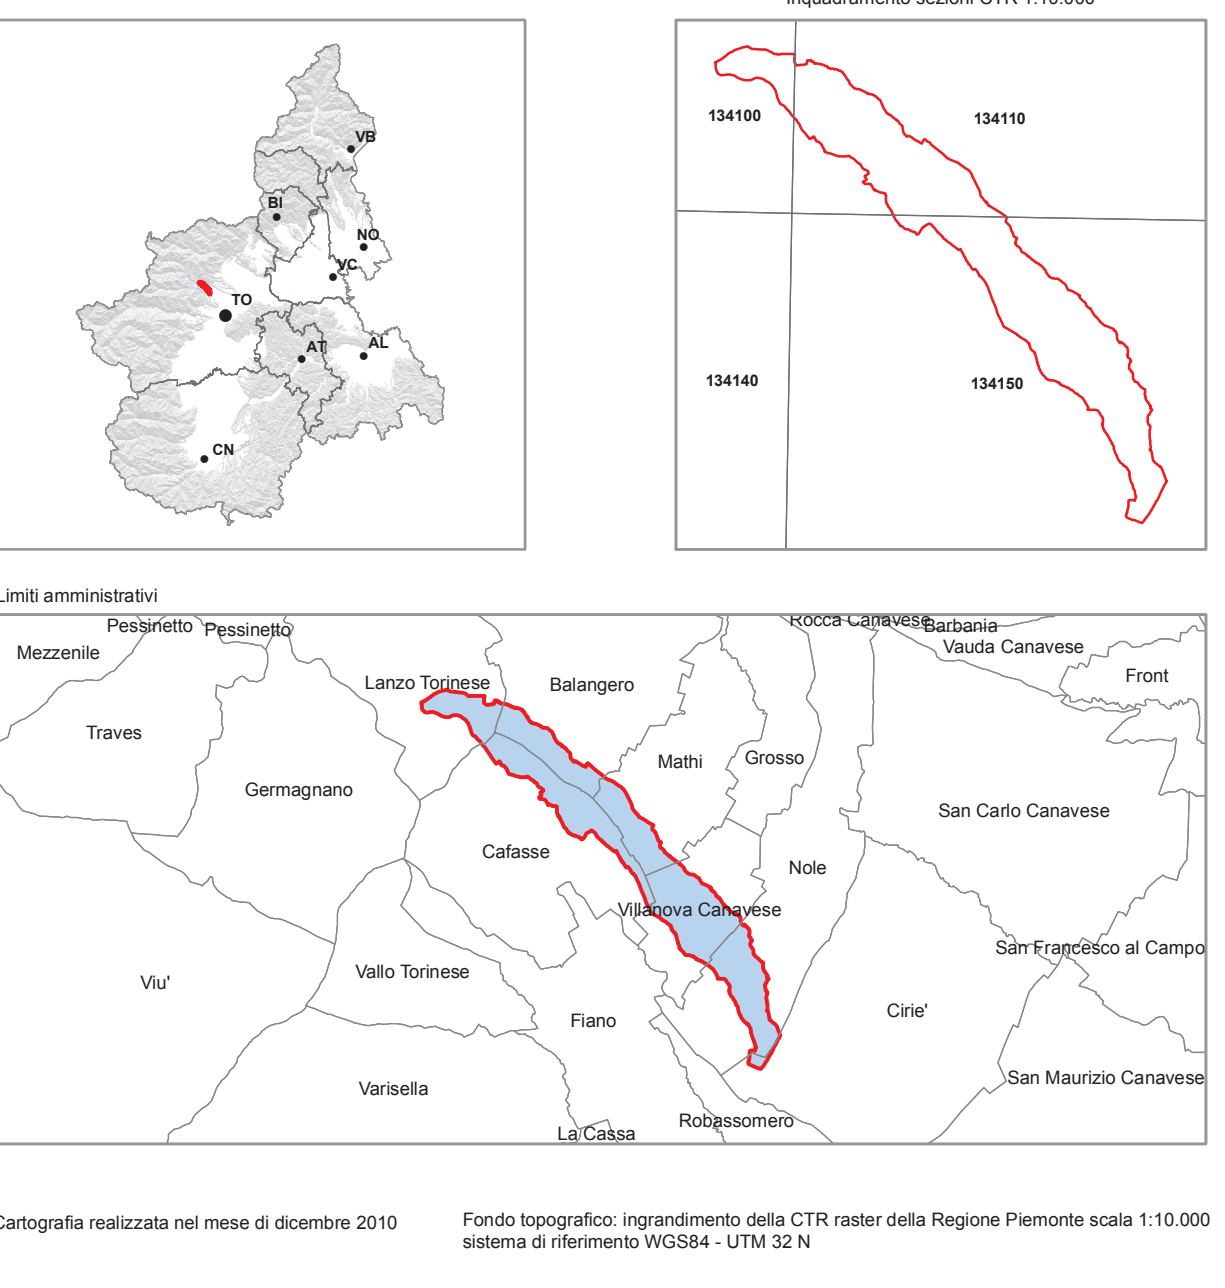 Inquadramento sezioni CTR 1:10.000
VB
BI
NO
VC
TO
AT
AL
CN
134100
134110
134140
134150
Limiti amministrativi
Pessinetto
Pessinetto
Rocca Canavese
Barbania
Mezzenile
Vauda Canavese
Front
Lanzo Torinese
Balangero
Traves
Mathi
Grosso
Germagnano
San Carlo Canavese
Cafasse
Nole
Villanova Canavese
San Francesco al Campo
Vallo Torinese
Viu'
Fiano
Cirie'
San Maurizio Canavese
Varisella
Robassomero
La Cassa
Cartografia realizzata nel mese di dicembre 2010
Fondo topografico: ingrandimento della CTR raster della Regione Piemonte scala 1:10.000
sistema di riferimento WGS84 - UTM 32 N